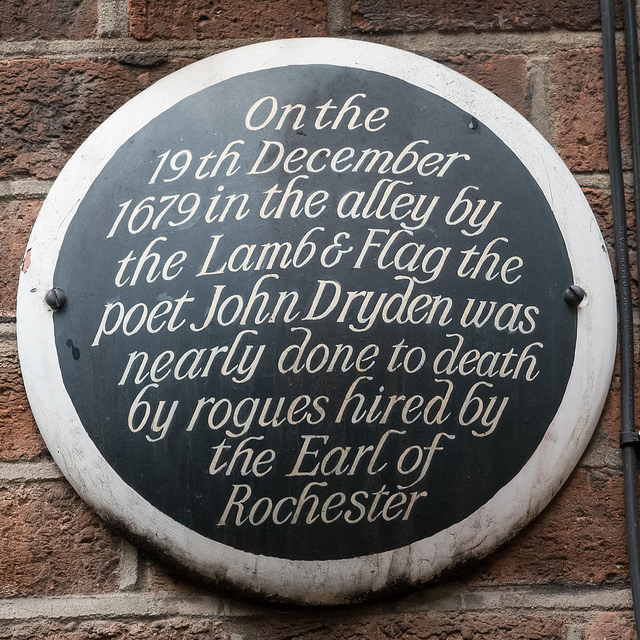 On the
19th December
1679 in the alley by
the Lamb & Flag the
poet John Dryden was
nearly done to death
by rogues hired by
the Earl of
Rochester